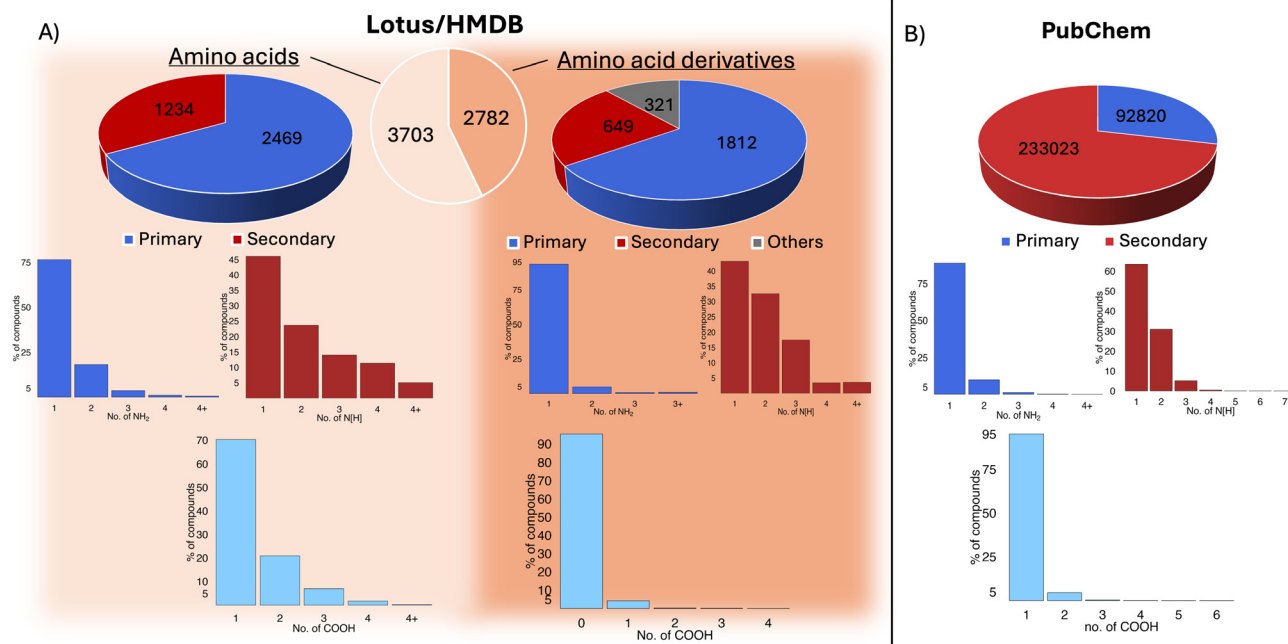 A)
Lotus/HMDB
Amino acids
Amino acid derivatives
1234
2469
3703
2782
321
649
1812
Primary
Secondary
Primary
Secondary
Others
% of compounds
75
50
25
5
1 2 3 4 4+
No. of NH₂
% of compounds
45
40
35
30
25
20
15
10
5
1 2 3 4 4+
No. of N[H]
% of compounds
95
75
50
25
5
1 2 3 3+
No. of NH₂
% of compounds
40
35
30
25
20
15
10
5
1 2 3 4 4+
No. of N[H]
% of compounds
70
60
50
40
30
20
10
5
1 2 3 4 4+
No. of COOH
% of compounds
90
80
70
60
50
40
30
20
10
5
0 1 2 3 4
No. of COOH
B)
PubChem
92820
233023
Primary
Secondary
% of compounds
75
50
25
5
1 2 3 4 4+
No. of NH₂
% of compounds
60
50
40
30
20
10
0
1 2 3 4 5 6 7
No. of N[H]
% of compounds
95
75
50
25
5
1 2 3 4 5 6
no. of COOH